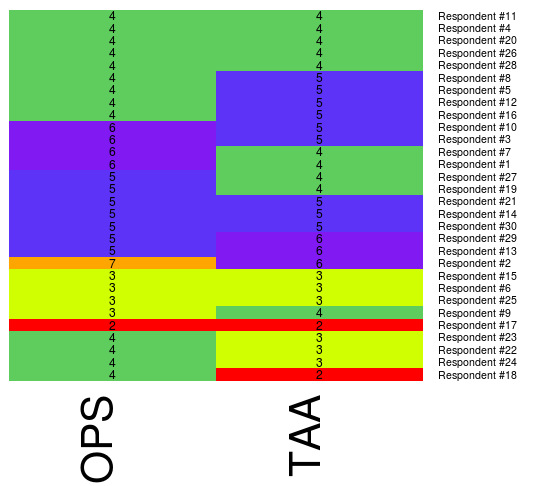 4 4 Respondent #11
4 4 Respondent #4
4 4 Respondent #20
4 4 Respondent #26
4 4 Respondent #28
4 5 Respondent #8
4 5 Respondent #5
4 5 Respondent #12
4 5 Respondent #16
6 5 Respondent #10
6 5 Respondent #3
6 4 Respondent #7
6 4 Respondent #1
5 4 Respondent #27
5 4 Respondent #19
5 5 Respondent #21
5 5 Respondent #14
5 5 Respondent #30
5 6 Respondent #29
5 6 Respondent #13
7 6 Respondent #2
3 3 Respondent #15
3 3 Respondent #6
3 3 Respondent #25
3 4 Respondent #9
2 2 Respondent #17
4 3 Respondent #23
4 3 Respondent #22
4 3 Respondent #24
4 2 Respondent #18
OPS TAA